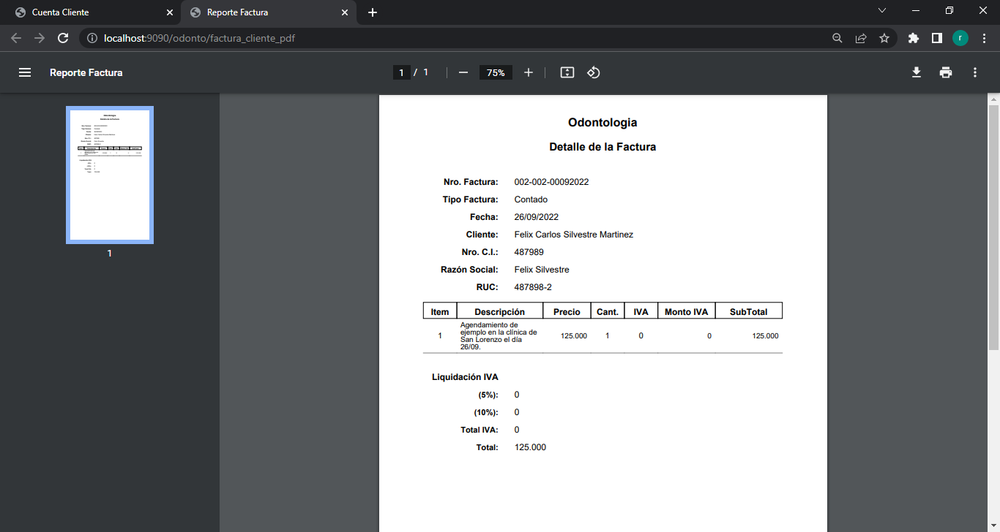 Cuenta Cliente
Reporte Factura
localhost:9090/odonto/factura_cliente_pdf
r
Reporte Factura
1 / 1
75%
1
Odontologia
Detalle de la Factura
Nro. Factura: 002-002-00092022
Tipo Factura: Contado
Fecha: 26/09/2022
Cliente: Felix Carlos Silvestre Martinez
Nro. C.I.: 487989
Razón Social: Felix Silvestre
RUC: 487898-2
Item Descripción Precio Cant. IVA Monto IVA SubTotal
Agendamiento de
ejemplo en la clínica de
1 San Lorenzo el día 125.000 1 0 0 125.000
26/09.
Liquidación IVA
(5%): 0
(10%): 0
Total IVA: 0
Total: 125.000